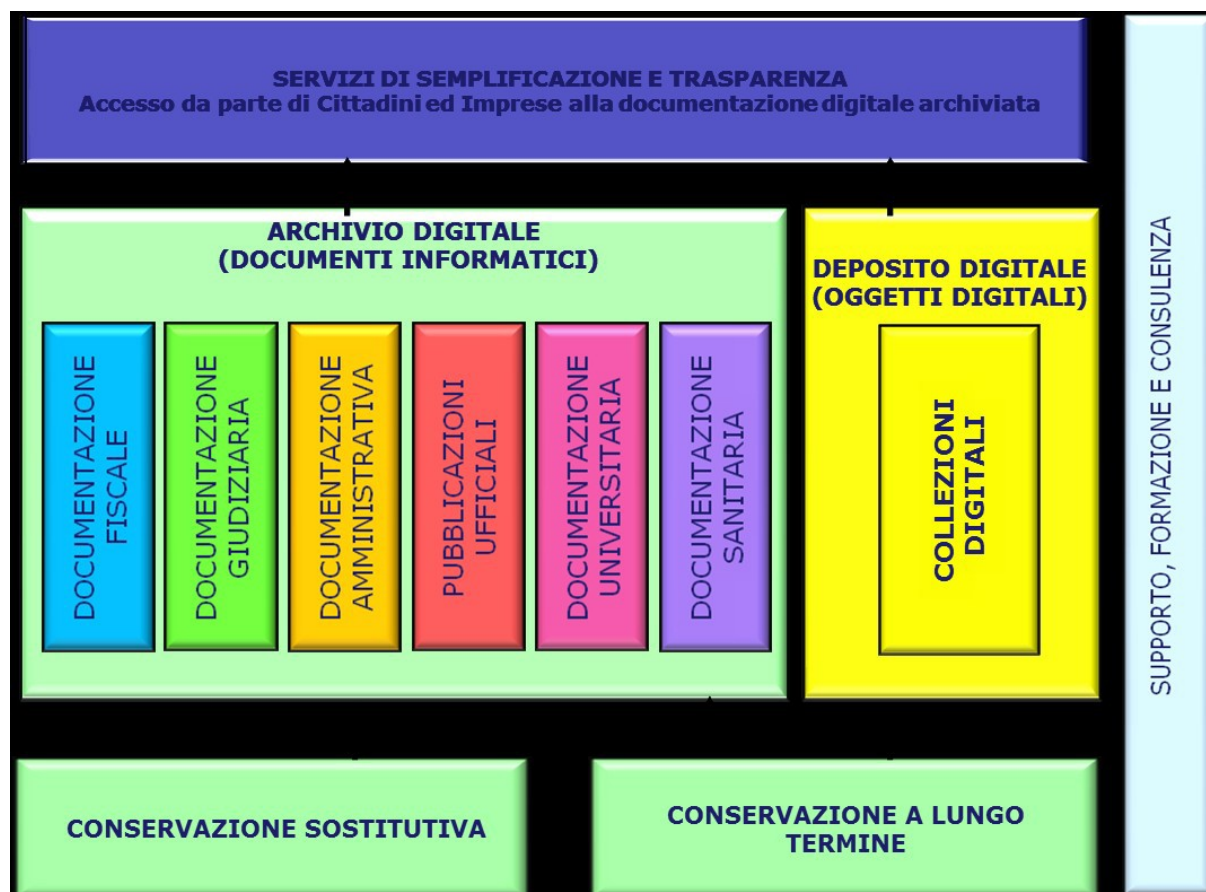 SERVIZI DI SEMPLIFICAZIONE E TRASPARENZA
Accesso da parte di Cittadini ed Imprese alla documentazione digitale archiviata
ARCHIVIO DIGITALE
(DOCUMENTI INFORMATICI)
DOCUMENTAZIONE
FISCALE
DOCUMENTAZIONE
GIUDIZIARIA
DOCUMENTAZIONE
AMMINISTRATIVA
PUBBLICAZIONI
UFFICIALI
DOCUMENTAZIONE
UNIVERSITARIA
DOCUMENTAZIONE
SANITARIA
DEPOSITO DIGITALE
(OGGETTI DIGITALI)
COLLEZIONI
DIGITALI
CONSERVAZIONE SOSTITUTIVA
CONSERVAZIONE A LUNGO
TERMINE
SUPPORTO, FORMAZIONE E CONSULENZA